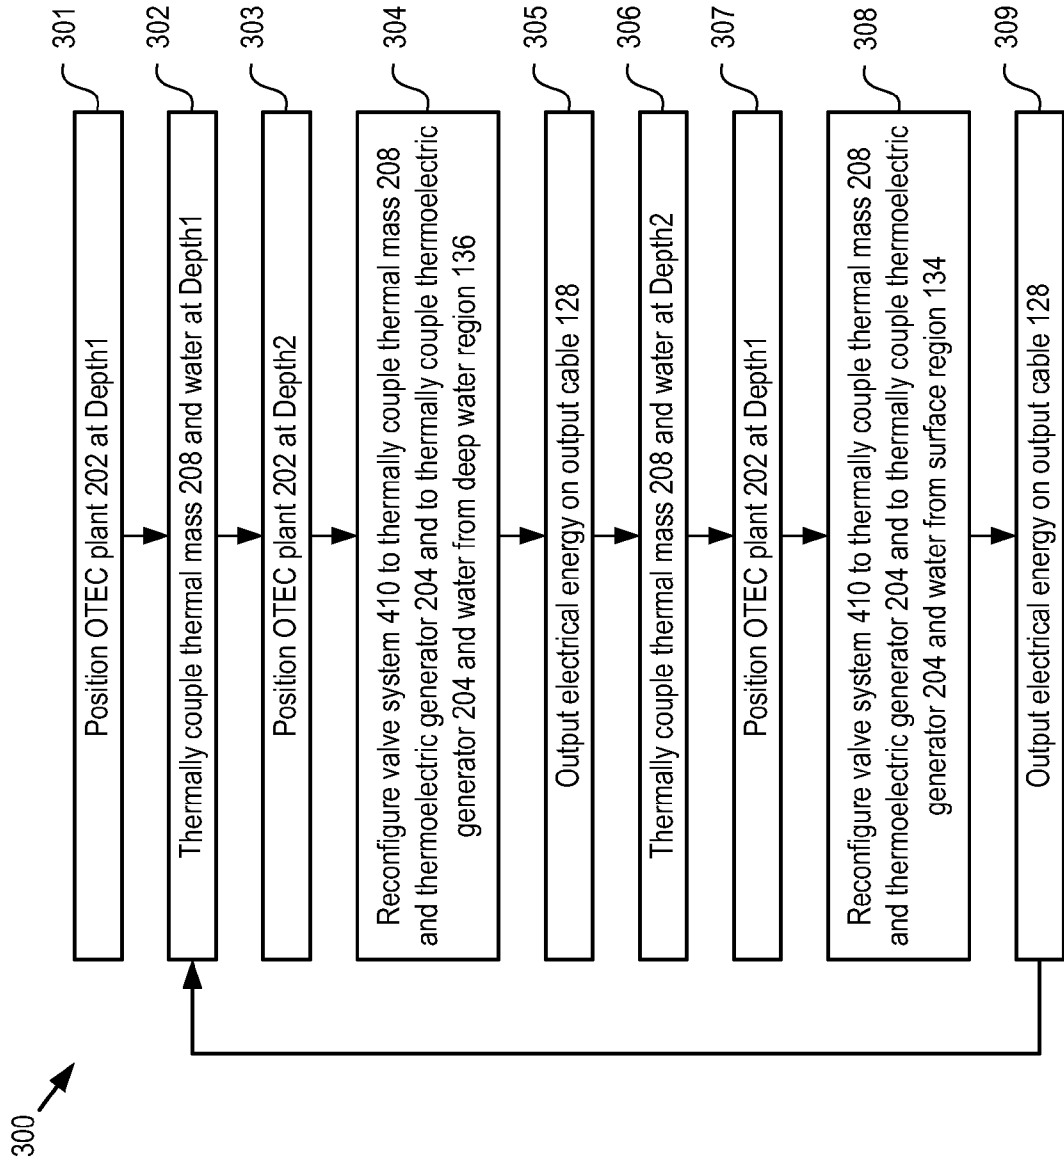 300
Position OTEC plant 202 at Depth1
301
Thermally couple thermal mass 208 and water at Depth1
302
Position OTEC plant 202 at Depth2
303
Reconfigure valve system 410 to thermally couple thermal mass 208
and thermoelectric generator 204 and to thermally couple thermoelectric
generator 204 and water from deep water region 136
304
Output electrical energy on output cable 128
305
Thermally couple thermal mass 208 and water at Depth2
306
Position OTEC plant 202 at Depth1
307
Reconfigure valve system 410 to thermally couple thermal mass 208
and thermoelectric generator 204 and to thermally couple thermoelectric
generator 204 and water from surface region 134
308
Output electrical energy on output cable 128
309